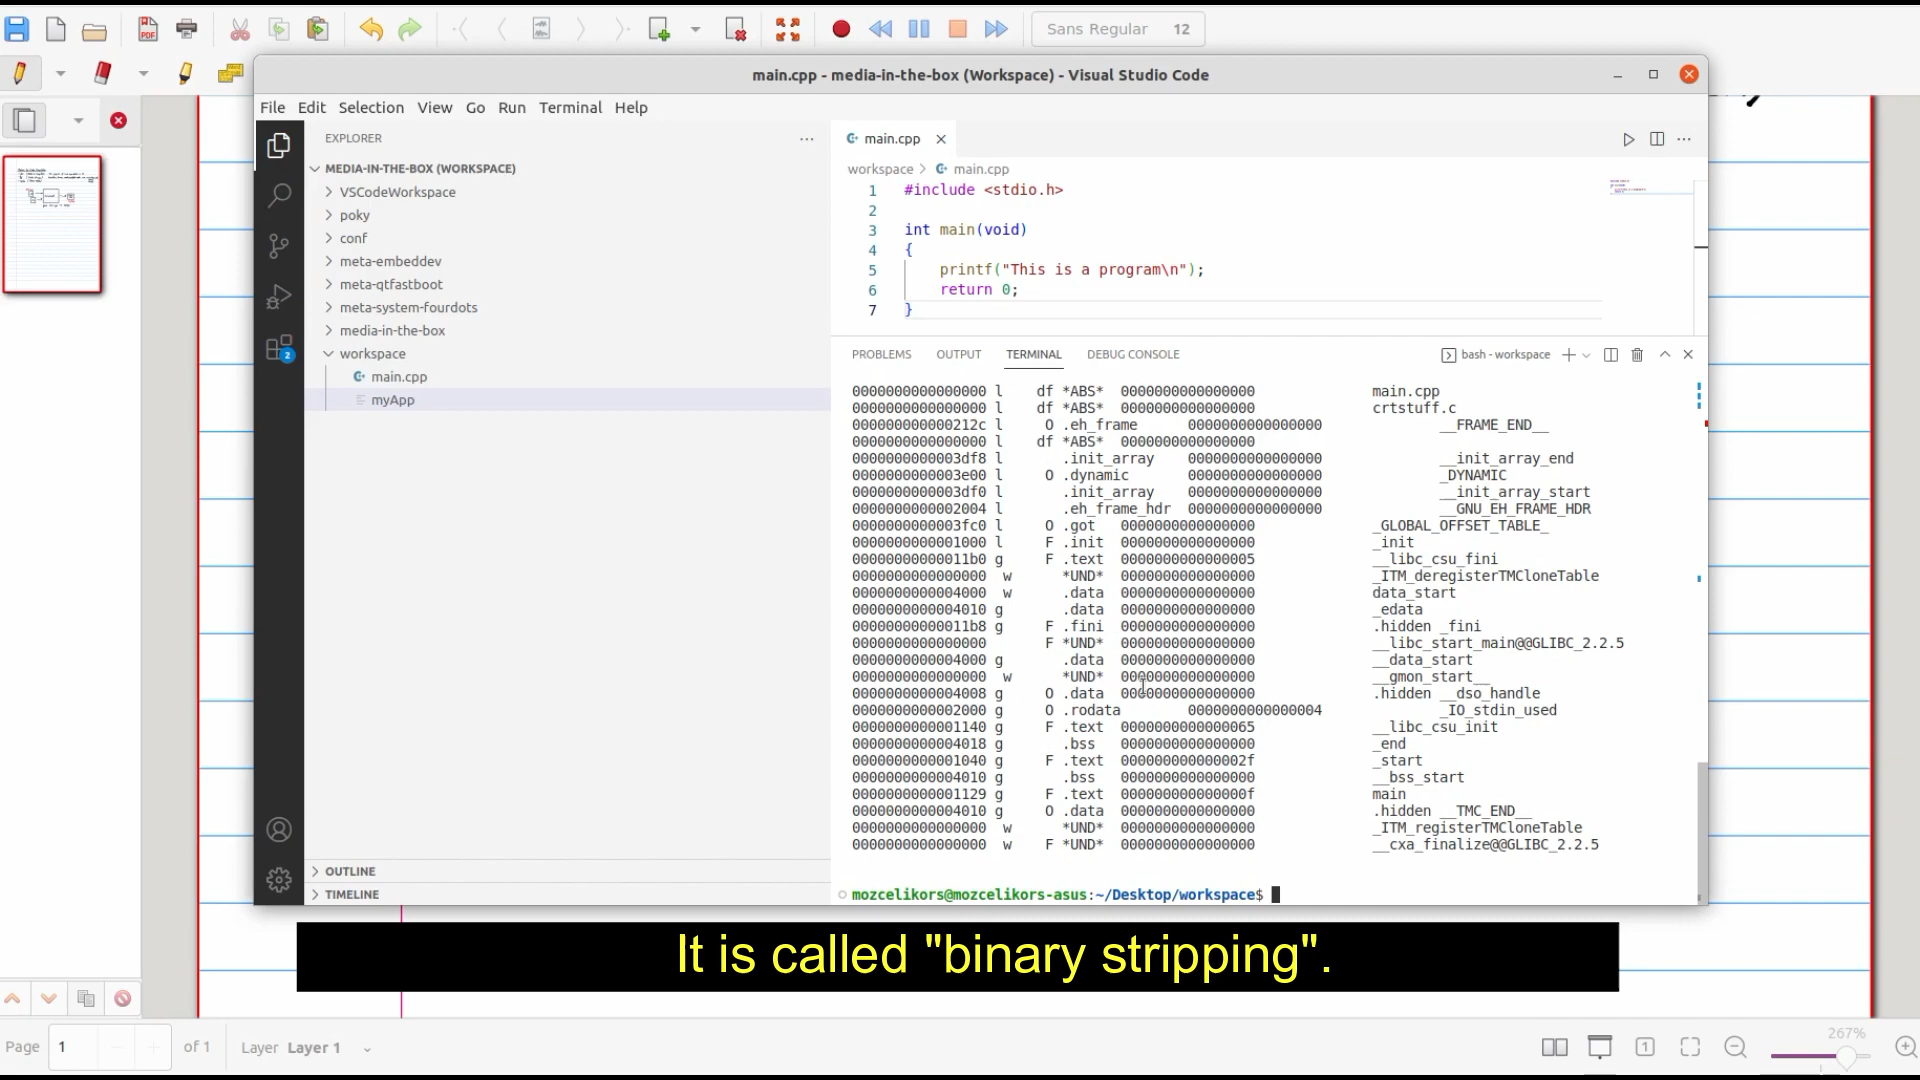 Sans Regular 12
main.cpp - media-in-the-box (Workspace) - Visual Studio Code
File Edit Selection View Go Run Terminal Help
EXPLORER
MEDIA-IN-THE-BOX (WORKSPACE)
VSCodeWorkspace
poky
conf
meta-embeddev
meta-qtfastboot
meta-system-fourdots
media-in-the-box
workspace
main.cpp
myApp
OUTLINE
TIMELINE
2
main.cpp
workspace > main.cpp
1 #include <stdio.h>
2
3 int main(void)
4 {
5 printf("This is a program\n");
6 return 0;
7 }
PROBLEMS OUTPUT TERMINAL DEBUG CONSOLE bash - workspace
0000000000000000 l df *ABS* 0000000000000000 main.cpp
0000000000000000 l df *ABS* 0000000000000000 crtstuff.c
000000000000212c l O .eh_frame 0000000000000000 __FRAME_END__
0000000000000000 l df *ABS* 0000000000000000
0000000000003df8 l .init_array 0000000000000000 __init_array_end
0000000000003e00 l O .dynamic 0000000000000000 _DYNAMIC
0000000000003df0 l .init_array 0000000000000000 __init_array_start
0000000000002004 l .eh_frame_hdr 0000000000000000 __GNU_EH_FRAME_HDR
0000000000003fc0 l O .got 0000000000000000 _GLOBAL_OFFSET_TABLE_
0000000000001000 l F .init 0000000000000000 _init
00000000000011b0 g F .text 0000000000000005 __libc_csu_fini
0000000000000000 w *UND* 0000000000000000 _ITM_deregisterTMCloneTable
0000000000004000 w .data 0000000000000000 data_start
0000000000004010 g .data 0000000000000000 _edata
00000000000011b8 g F .fini 0000000000000000 .hidden _fini
0000000000000000 F *UND* 0000000000000000 __libc_start_main@@GLIBC_2.2.5
0000000000004000 g .data 0000000000000000 __data_start
0000000000000000 w *UND* 0000000000000000 __gmon_start__
0000000000004008 g O .data 0000000000000000 .hidden __dso_handle
0000000000002000 g O .rodata 0000000000000004 _IO_stdin_used
0000000000001140 g F .text 0000000000000065 __libc_csu_init
0000000000004018 g .bss 0000000000000000 _end
0000000000001040 g F .text 000000000000002f _start
0000000000004010 g .bss 0000000000000000 __bss_start
0000000000001129 g F .text 000000000000000f main
0000000000004010 g O .data 0000000000000000 .hidden __TMC_END__
0000000000000000 w *UND* 0000000000000000 _ITM_registerTMCloneTable
0000000000000000 w F *UND* 0000000000000000 __cxa_finalize@@GLIBC_2.2.5
mozcelikors@mozcelikors-asus:~/Desktop/workspace$
It is called "binary stripping".
Page 1 of 1 Layer Layer 1
267%